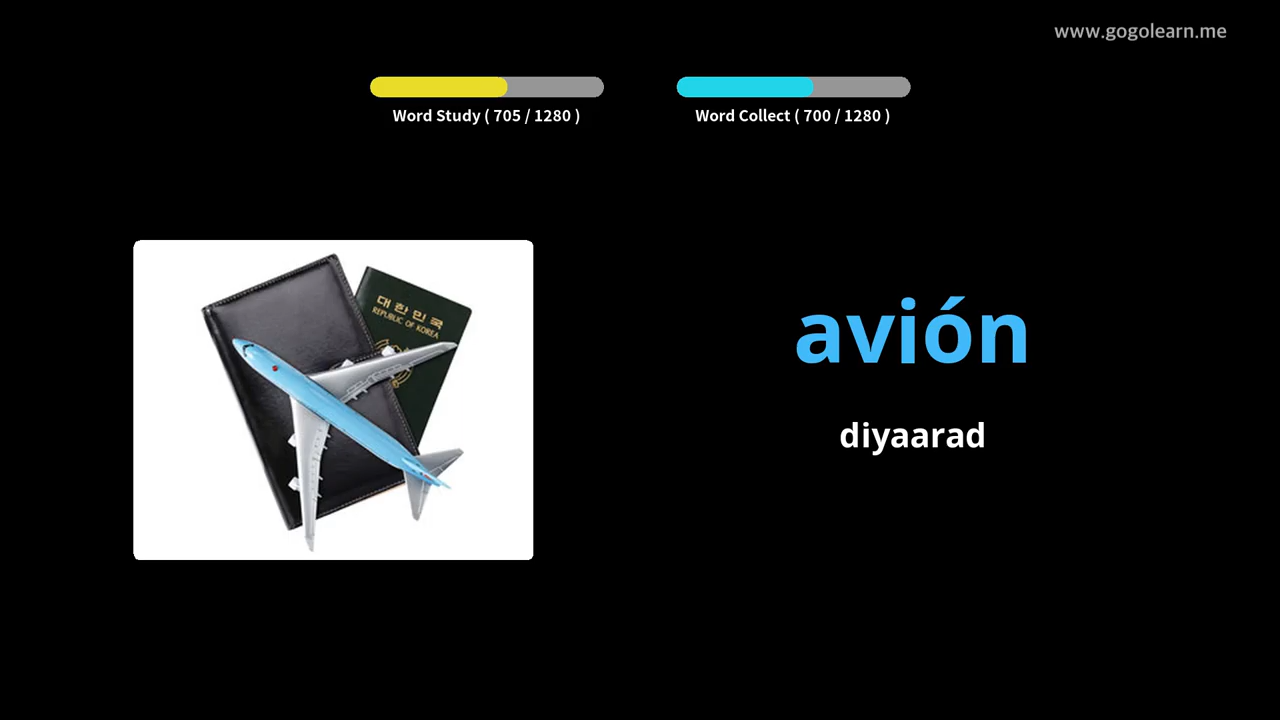 www.gogolearn.me
Word Study ( 705 / 1280 )
Word Collect ( 700 / 1280 )
대한민국
REPUBLIC OF KOREA
avión
diyaarad